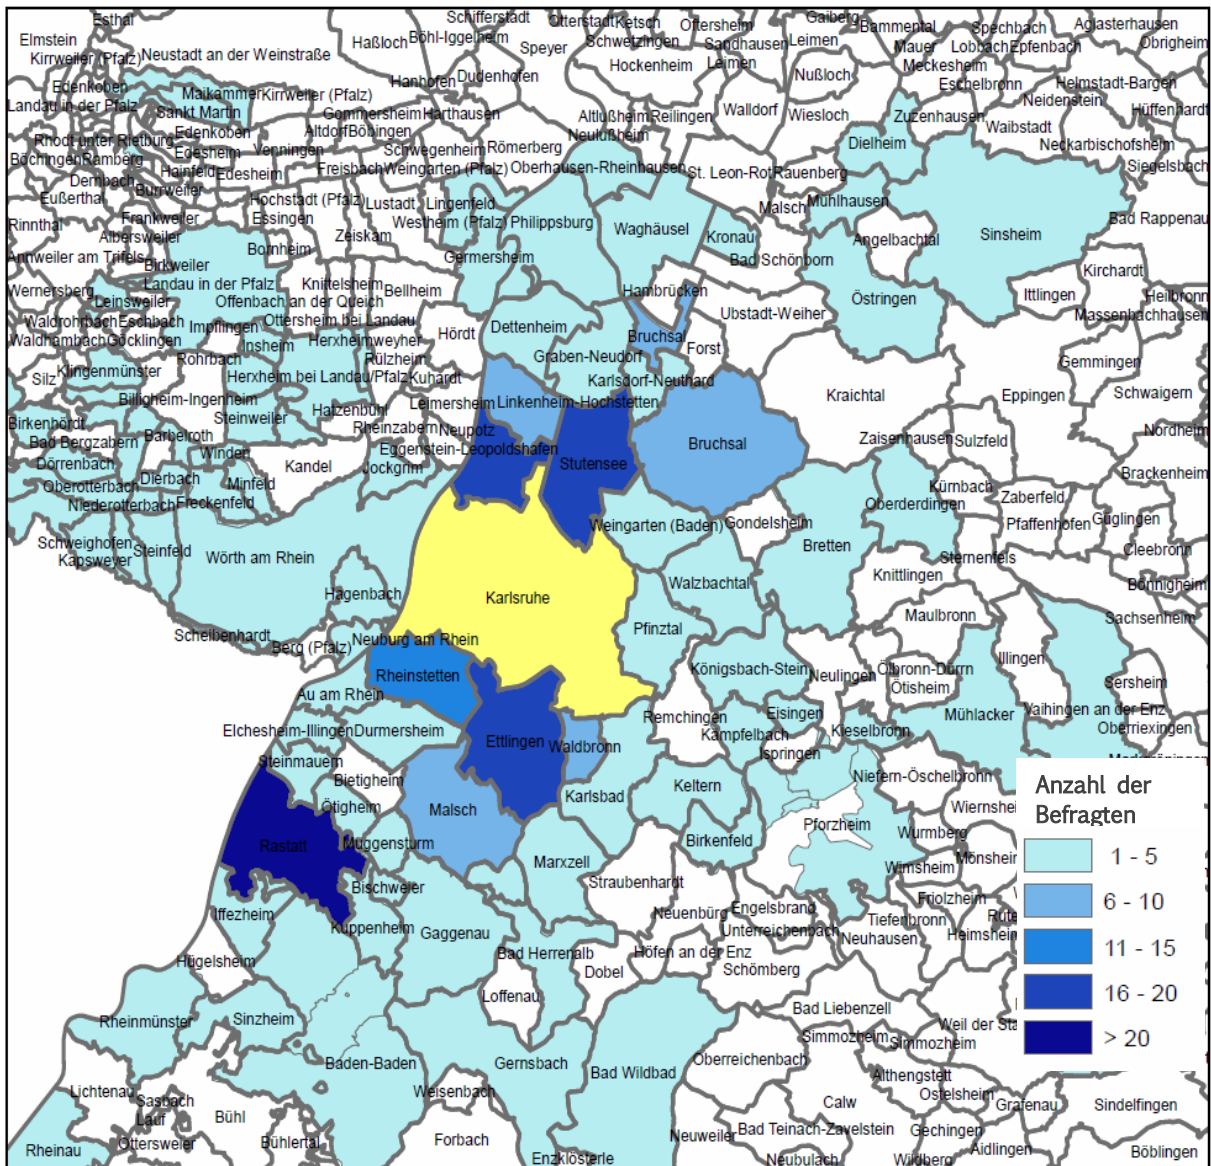 Esthal
Schifferstadt
Otterstadt
Ketsch
Oftersheim
Gaiberg
Bammental
Spechbach
Aglasterhausen
Elmstein
Haßloch
Böhl-Iggelheim
Speyer
Schwetzingen
Sandhausen
Leimen
Mauer
Lobbach
Epfenbach
Obrigheim
Kirrweiler (Pfalz)
Neustadt an der Weinstraße
Hockenheim
Leimen
Meckesheim
Edenkoben
Hanhofen
Dudenhofen
Nußloch
Eschelbronn
Helmstadt-Bargen
Landau in der Pfalz
Maikammer
Kirrweiler (Pfalz)
Neidenstein
Sankt Martin
Gommersheim
Harthausen
Altlußheim
Reilingen
Walldorf
Wiesloch
Zuzenhausen
Hüffenhardt
Edenkoben
Altdorf
Böbingen
Neulußheim
Waibstadt
Rhodt unter Rietburg
Edesheim
Venningen
Schwegenheim
Römerberg
Dielheim
Neckarbischofsheim
Böchingen
Ramberg
Hainfeld
Edesheim
Freisbach
Weingarten (Pfalz)
Oberhausen-Rheinhausen
St. Leon-Rot
Rauenberg
Siegelsbach
Dernbach
Burrweiler
Eußerthal
Hochstadt (Pfalz)
Lustadt
Lingenfeld
Malsch
Mühlhausen
Rinnthal
Frankweiler
Essingen
Westheim (Pfalz)
Philippsburg
Waghäusel
Kronau
Angelbachtal
Sinsheim
Bad Rappenau
Albersweiler
Zeiskam
Annweiler am Trifels
Birkweiler
Bornheim
Germersheim
Bad Schönborn
Kirchardt
Wernersberg
Landau in der Pfalz
Knittelsheim
Bellheim
Hambrücken
Östringen
Ittlingen
Heilbronn
Leinsweiler
Offenbach an der Queich
Ubstadt-Weiher
Massenbachhausen
Waldrohrbach
Eschbach
Impflingen
Ottersheim bei Landau
Hördt
Dettenheim
Bruchsal
Forst
Waldhambach
Göcklingen
Insheim
Herxheimweyher
Rohrbach
Rülzheim
Graben-Neudorf
Gemmingen
Silz
Klingenmünster
Herxheim bei Landau/Pfalz
Kuhardt
Karlsdorf-Neuthard
Kraichtal
Eppingen
Schwaigern
Billigheim-Ingenheim
Hatzenbühl
Leimersheim
Linkenheim-Hochstetten
Birkenhördt
Steinweiler
Rheinzabern
Neupotz
Nordheim
Bad Bergzabern
Barbelroth
Winden
Eggenstein-Leopoldshafen
Bruchsal
Zaisenhausen
Sulzfeld
Dörrenbach
Kandel
Jockgrim
Stutensee
Brackenheim
Oberotterbach
Dierbach
Minfeld
Kürnbach
Niederotterbach
Freckenfeld
Oberderdingen
Zaberfeld
Weingarten (Baden)
Gondelsheim
Pfaffenhofen
Güglingen
Schweighofen
Steinfeld
Wörth am Rhein
Bretten
Sternenfels
Cleebronn
Kapsweyer
Knittlingen
Bönnigheim
Hagenbach
Karlsruhe
Walzbachtal
Maulbronn
Sachsenheim
Scheibenhardt
Berg (Pfalz)
Neuburg am Rhein
Pfinztal
Illingen
Rheinstetten
Königsbach-Stein
Neulingen
Ölbronn-Dürrn
Ötisheim
Sersheim
Au am Rhein
Remchingen
Eisingen
Mühlacker
Vaihingen an der Enz
Elchesheim-Illingen
Durmersheim
Ettlingen
Waldbronn
Kämpfelbach
Kieselbronn
Oberriexingen
Steinmauern
Ispringen
Bietigheim
Niefern-Öschelbronn
Anzahl der
Befragten
Ötigheim
Malsch
Karlsbad
Keltern
Wiernshei
Pforzheim
Wurmberg
Rastatt
Muggensturm
Birkenfeld
1 - 5
Marxzell
Wimsheim
Mönsheim
Bischweier
Straubenhardt
6 - 10
Iffezheim
Kuppenheim
Gaggenau
Neuenbürg
Engelsbrand
Friolzheim
Tiefenbronn
Rute
Unterreichenbach
Neuhausen
Heimsheim
11 - 15
Hügelsheim
Bad Herrenalb
Höfen an der Enz
Dobel
Schömberg
Loffenau
16 - 20
Rheinmünster
Sinzheim
Bad Liebenzell
Weil der Sta
Simmozheim
Simmozheim
> 20
Baden-Baden
Gernsbach
Bad Wildbad
Oberreichenbach
Althengstett
Lichtenau
Sasbach
Weisenbach
Ostelsheim
Lauf
Bühl
Calw
Grafenau
Sindelfingen
Rheinau
Ottersweier
Bühlertal
Forbach
Neuweiler
Bad Teinach-Zavelstein
Gechingen
Aidlingen
Böblingen
Enzklösterle
Neubulach
Wildberg